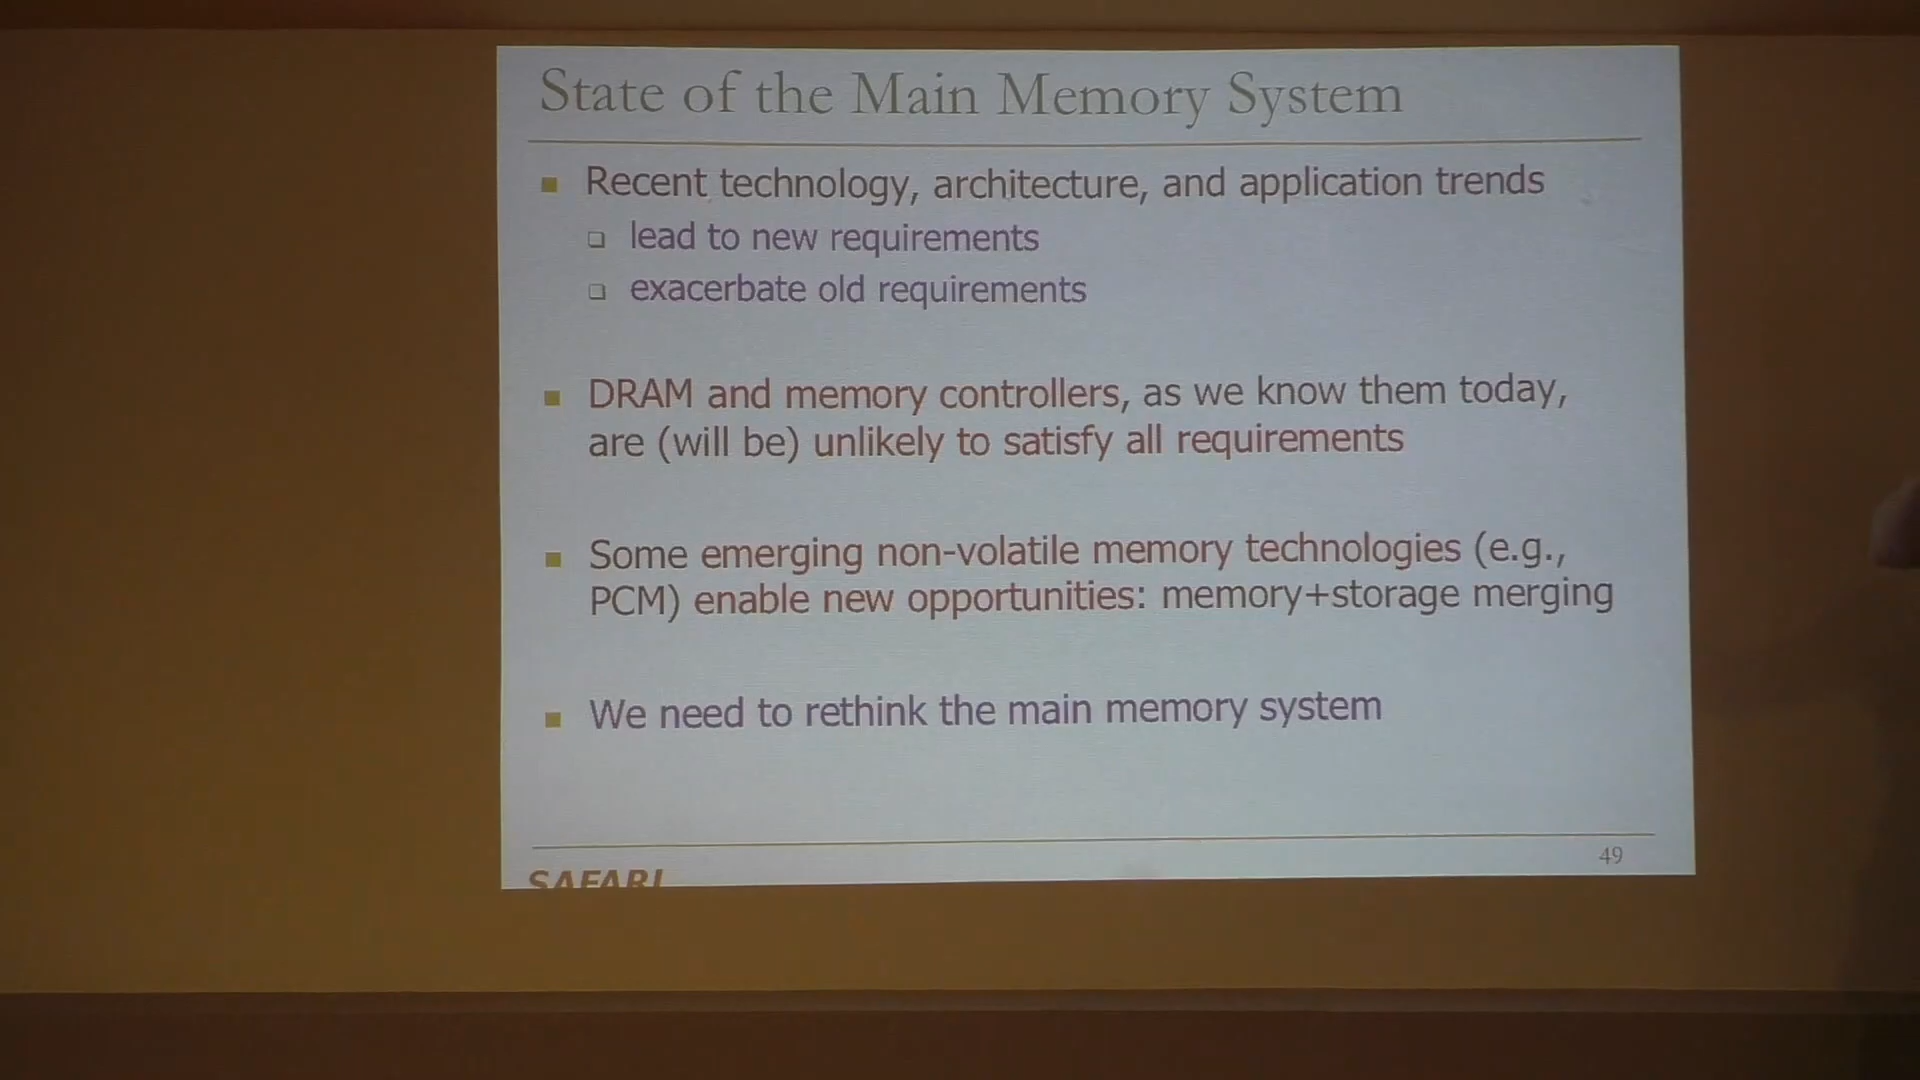 State of the Main Memory System
Recent technology, architecture, and application trends
lead to new requirements
exacerbate old requirements
DRAM and memory controllers, as we know them today,
are (will be) unlikely to satisfy all requirements
Some emerging non-volatile memory technologies (e.g.,
PCM) enable new opportunities: memory+storage merging
We need to rethink the main memory system
SAFARI
49